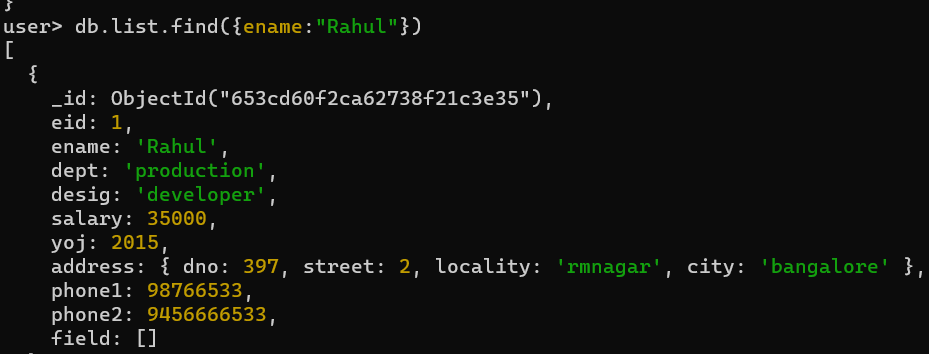 }
user> db.list.find({ename:"Rahul"})
[
  {
    _id: ObjectId("653cd60f2ca62738f21c3e35"),
    eid: 1,
    ename: 'Rahul',
    dept: 'production',
    desig: 'developer',
    salary: 35000,
    yoj: 2015,
    address: { dno: 397, street: 2, locality: 'rmnagar', city: 'bangalore' },
    phone1: 98766533,
    phone2: 9456666533,
    field: []